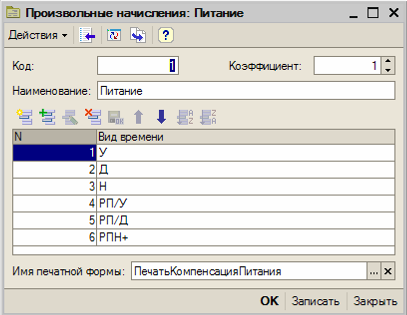 Произвольные начисления: Питание
Действия
Код: 1 Коэффициент: 1
Наименование: Питание
N Вид времени
1 У
2 Д
3 Н
4 РП/У
5 РП/Д
6 РПН+
Имя печатной формы: ПечатьКомпенсацияПитания ...
OK Записать Закрыть